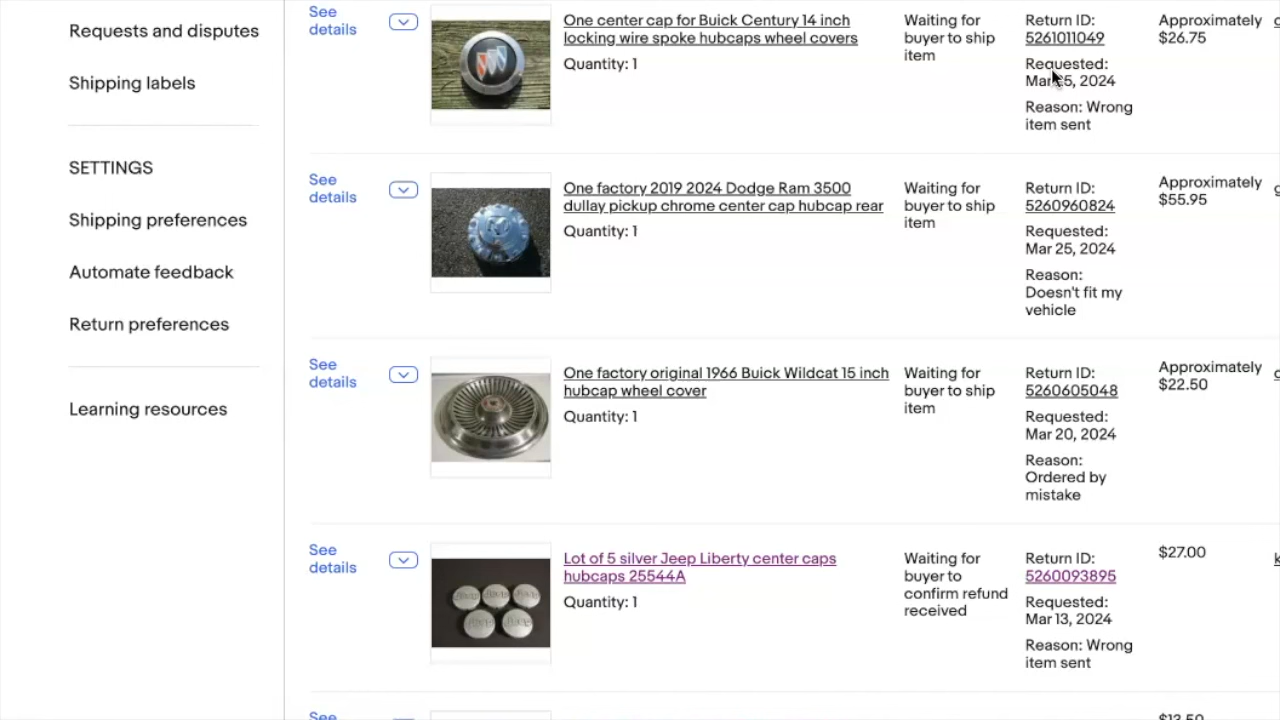 Requests and disputes
Shipping labels
SETTINGS
Shipping preferences
Automate feedback
Return preferences
Learning resources
See
details
One center cap for Buick Century 14 inch
locking wire spoke hubcaps wheel covers
Quantity: 1
Waiting for
buyer to ship
item
Return ID:
5261011049
Requested:
Reason: Wrong
item sent
Approximately
$26.75
See
details
One factory 2019 2024 Dodge Ram 3500
dullay pickup chrome center cap hubcap rear
Quantity: 1
Waiting for
buyer to ship
item
Return ID:
5260960824
Requested:
Mar 25, 2024
Reason:
Doesn't fit my
vehicle
Approximately
$55.95
See
details
One factory original 1966 Buick Wildcat 15 inch
hubcap wheel cover
Quantity: 1
Waiting for
buyer to ship
item
Return ID:
5260605048
Requested:
Mar 20, 2024
Reason:
Ordered by
mistake
Approximately
$22.50
See
details
Lot of 5 silver Jeep Liberty center caps
hubcaps 25544A
Quantity: 1
Waiting for
buyer to
confirm refund
received
Return ID:
5260093895
Requested:
Mar 13, 2024
Reason: Wrong
item sent
$27.00
See